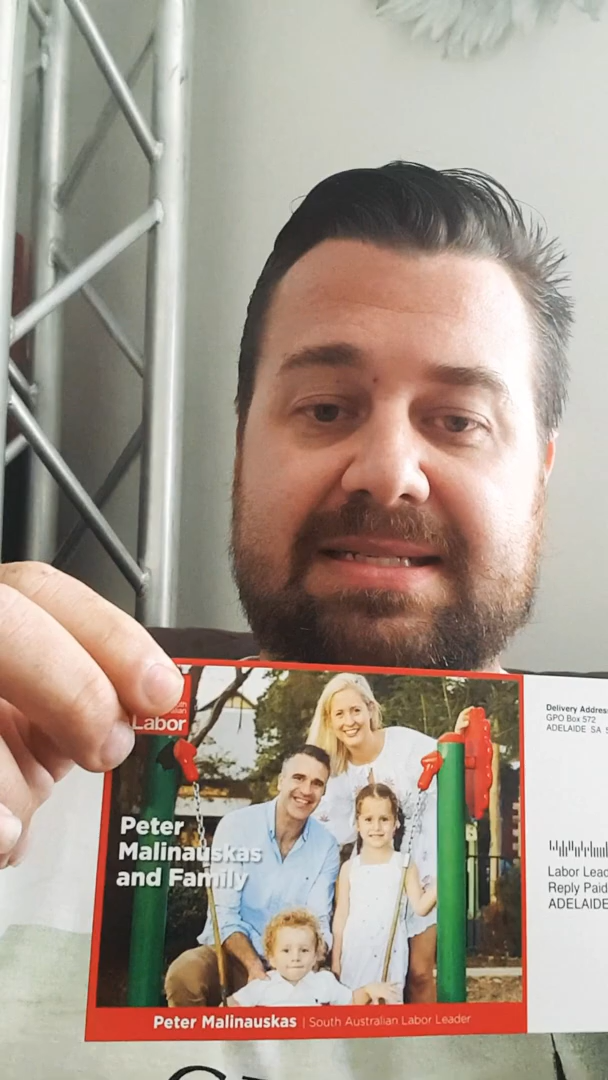 Labor
Peter
Malinauskas
and Family
Peter Malinauskas | South Australian Labor Leader
Delivery Address
GPO Box 572
ADELAIDE SA
Labor
Reply Paid
ADELAIDE